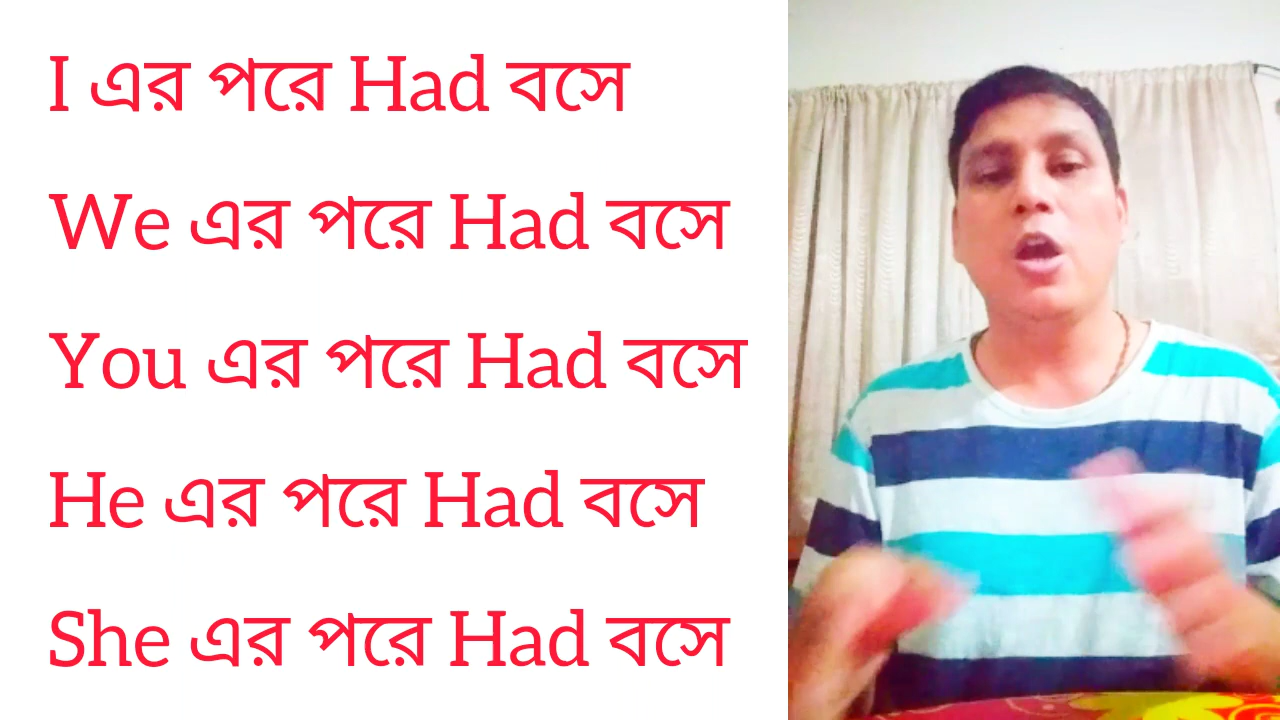 I এর পরে Had বসে
We এর পরে Had বসে
You এর পরে Had বসে
He এর পরে Had বসে
She এর পরে Had বসে